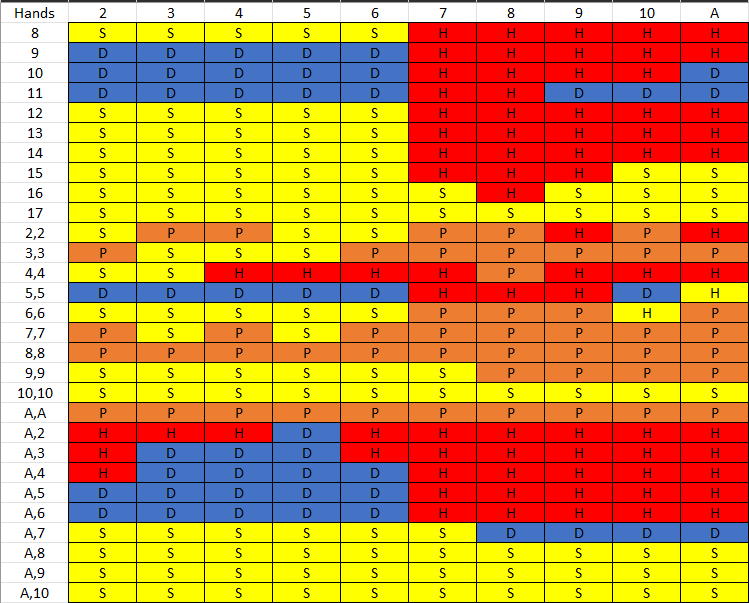 Hands 2 3 4 5 6 7 8 9 10 A
8 S S S S S H H H H H
9 D D D D D H H H H H
10 D D D D D H H H H D
11 D D D D D H H D D D
12 S S S S S H H H H H
13 S S S S S H H H H H
14 S S S S S H H H H H
15 S S S S S H H H S S
16 S S S S S S H S S S
17 S S S S S S S S S S
2,2 S P P S S P P H P H
3,3 P S S S P P P P P P
4,4 S S H H H H P H H H
5,5 D D D D D H H H D H
6,6 S S S S S P P P H P
7,7 P S P S P P P P P P
8,8 P P P P P P P P P P
9,9 S S S S S S P P P P
10,10 S S S S S S S S S S
A,A P P P P P P P P P P
A,2 H H H D H H H H H H
A,3 H D D D H H H H H H
A,4 H D D D D H H H H H
A,5 D D D D D H H H H H
A,6 D D D D D H H H H H
A,7 S S S S S S D D D D
A,8 S S S S S S S S S S
A,9 S S S S S S S S S S
A,10 S S S S S S S S S S